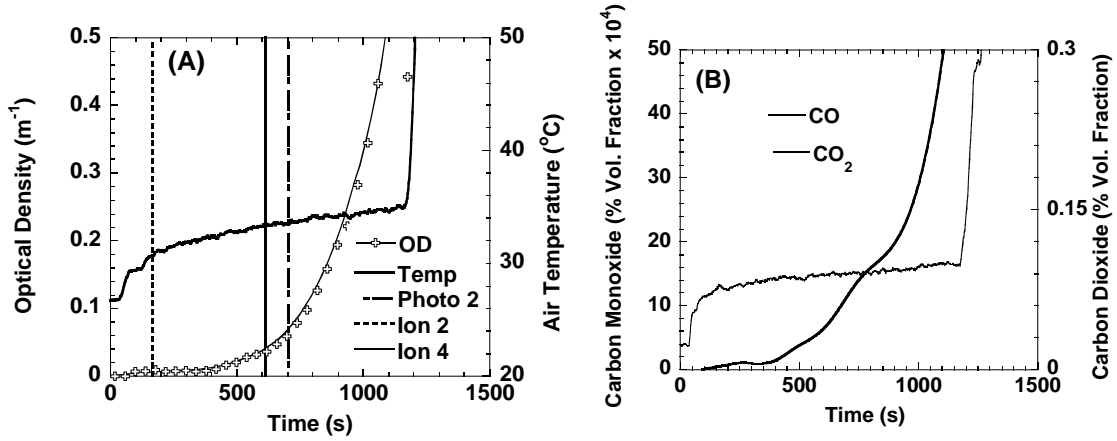 (A)
Optical Density (m-1)
0.5
0.4
0.3
0.2
0.1
0
50
40
30
20
Air Temperature (oC)
OD
Temp
Photo 2
Ion 2
Ion 4
0
500
1000
1500
Time (s)
(B)
Carbon Monoxide (% Vol. Fraction x 104)
50
40
30
20
10
0
CO
CO2
0.3
0.15
0
Carbon Dioxide (% Vol. Fraction)
0
500
1000
1500
Time (s)